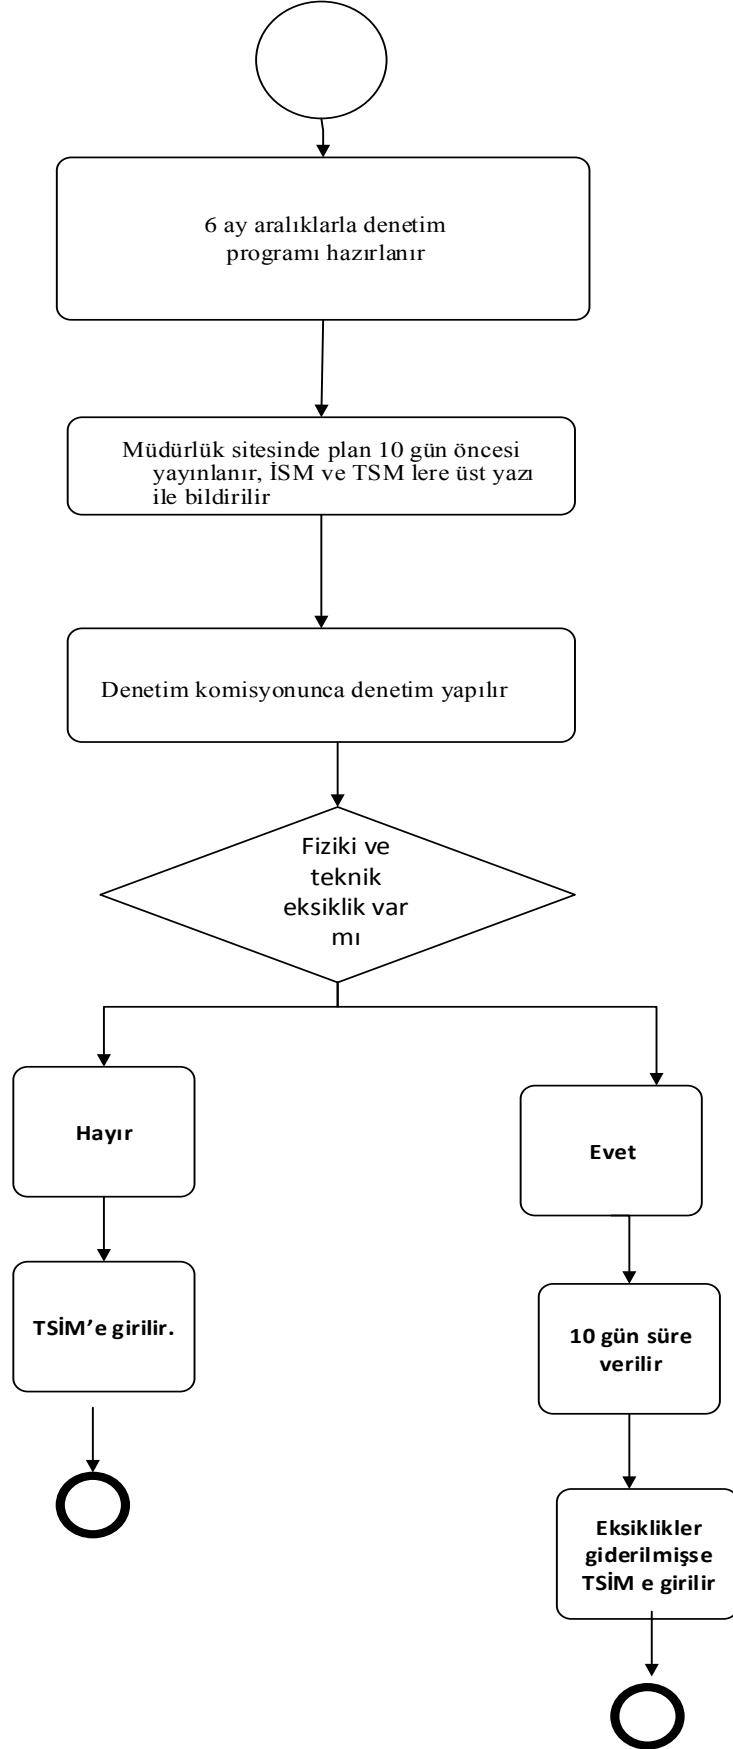 6 ay aralıklarla denetim
programı hazırlanır
Müdürlük sitesinde plan 10 gün öncesi
yayınlanır, İSM ve TSM lere üst yazı
ile bildirilir
Denetim komisyonunca denetim yapılır
Fiziki ve
teknik
eksiklik var
mı
Hayır
Evet
TSİM’e girilir.
10 gün süre
verilir
Eksiklikler
giderilmişse
TSİM e girilir